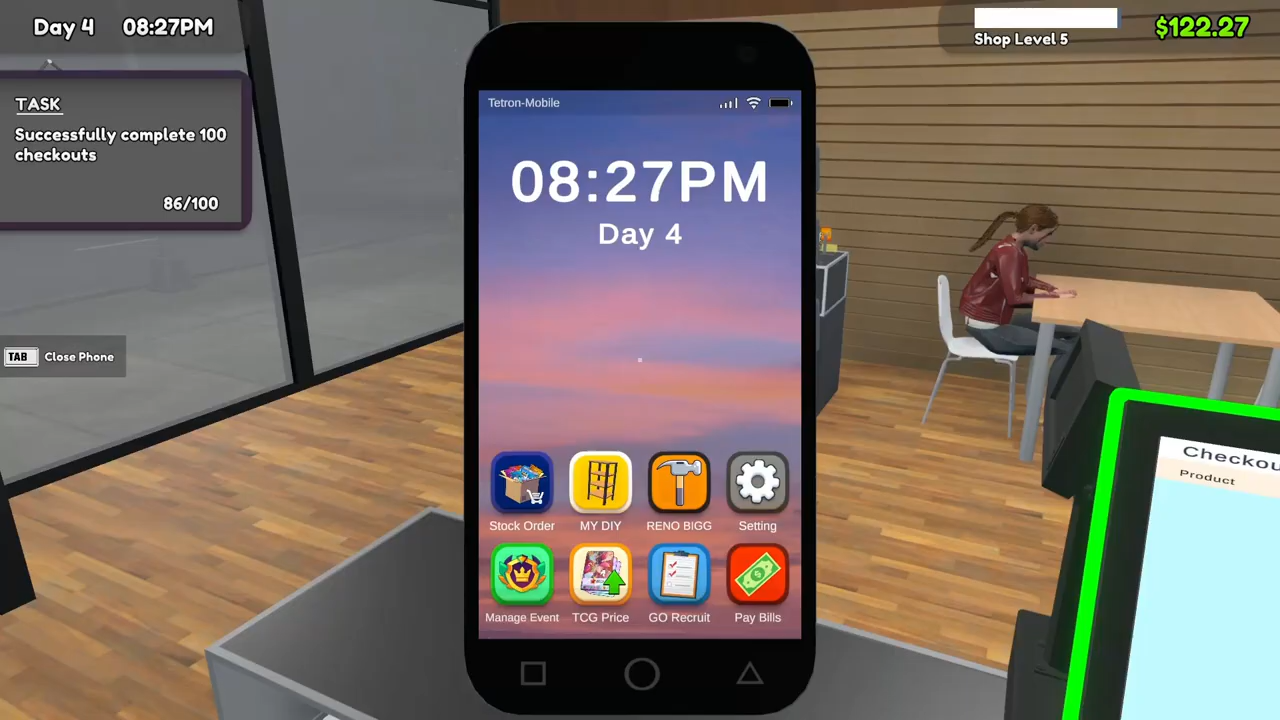 Day 4 08:27PM
Shop Level 5
$122.27
TASK
Successfully complete 100
checkouts
86/100
TAB Close Phone
Tetron-Mobile
08:27PM
Day 4
Stock Order
MY DIY
RENO BIGG
Setting
Manage Event
TCG Price
GO Recruit
Pay Bills
Checkou
Product